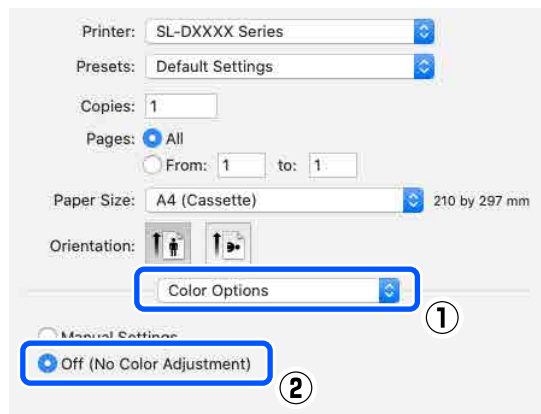 Printer: SL-DXXXX Series
Presets: Default Settings
Copies: 1
Pages: All
From: 1 to: 1
Paper Size: A4 (Cassette) 210 by 297 mm
Orientation:
Color Options
①
Manual Settings
Off (No Color Adjustment)
②